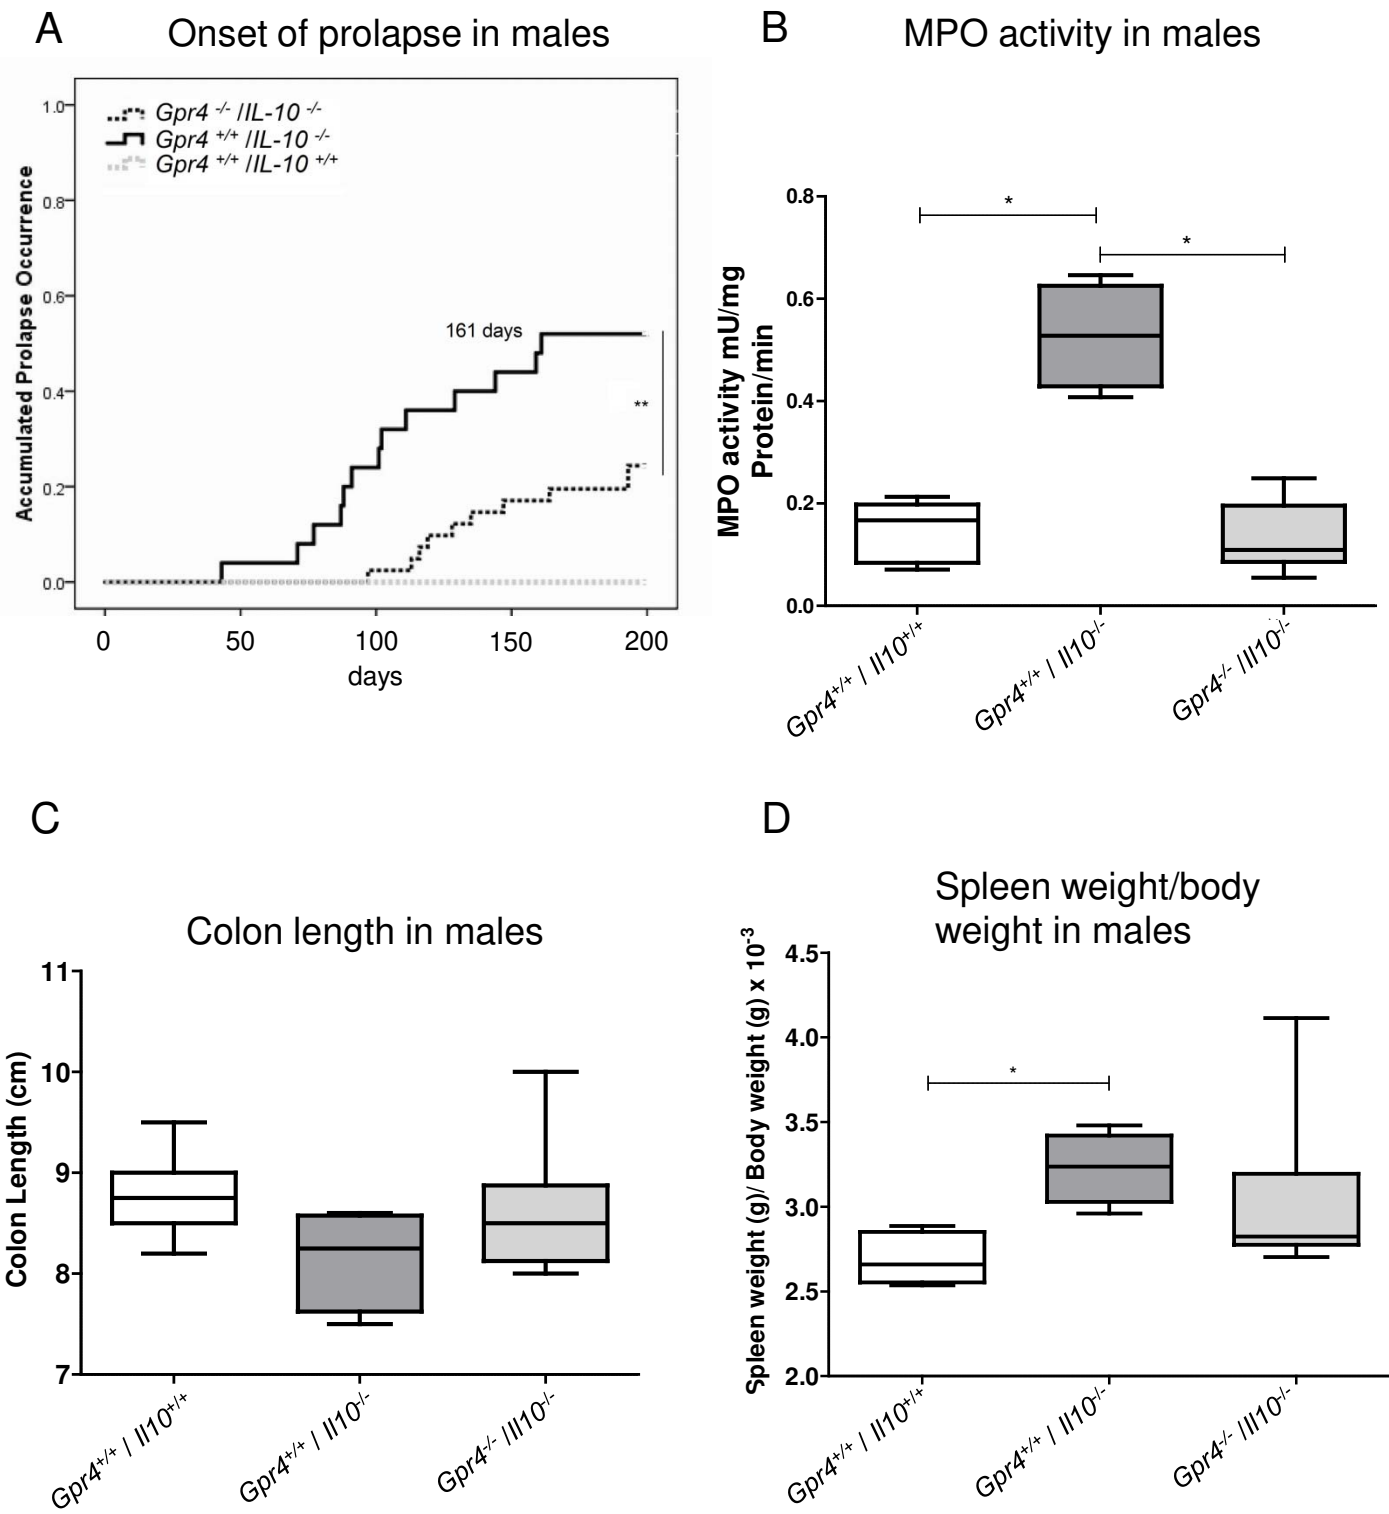 A
Onset of prolapse in males
Gpr4 -/- /IL-10 -/-
Gpr4 +/+ /IL-10 -/-
Gpr4 +/+ /IL-10 +/+
Accumulated Prolapse Occurrence
1.0
0.8
0.6
0.4
0.2
0.0
161 days
**
0 50 100 150 200
days
B
MPO activity in males
MPO activity mU/mg
Protein/min
0.8
0.6
0.4
0.2
0.0
*
*
Gpr4+/+ / Il10+/+
Gpr4+/+ / Il10-/-
Gpr4-/- /Il10-/-
C
Colon length in males
Colon Length (cm)
11
10
9
8
7
Gpr4+/+ / Il10+/+
Gpr4+/+ / Il10-/-
Gpr4-/- /Il10-/-
D
Spleen weight/body
weight in males
Spleen weight (g)/ Body weight (g) x 10-3
4.5
4.0
3.5
3.0
2.5
2.0
*
Gpr4+/+ / Il10+/+
Gpr4+/+ / Il10-/-
Gpr4-/- /Il10-/-